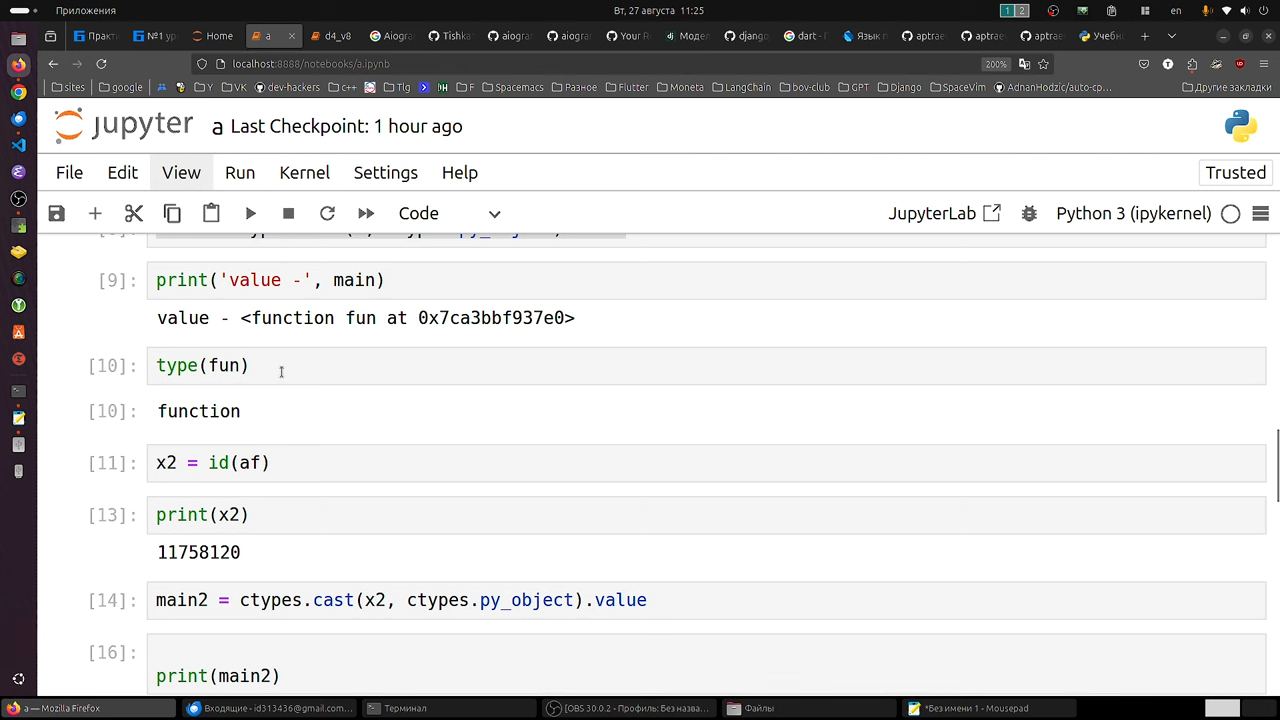 Приложения
Вт, 27 августа 11:25
1 2
en
Практ
№1 ур
Home
a
d4_v8
Aiogra
Tishka
aiogra
aiogra
Your R
Модел
django
dart -
Язык п
aptrae
aptrae
aptrae
Учебн
localhost:8888/notebooks/a.ipynb
200%
sites
google
Y
VK
dev-hackers
c++
Tlg
F
Spacemacs
Разное
Flutter
Moneta
LangChain
bov-club
GPT
Django
SpaceVim
AdnanHodzic/auto-cp...
Другие закладки
jupyter a Last Checkpoint: 1 hour ago
File Edit View Run Kernel Settings Help
Trusted
Code
JupyterLab
Python 3 (ipykernel)
[9]: print('value -', main)
value - <function fun at 0x7ca3bbf937e0>
[10]: type(fun)
[10]: function
[11]: x2 = id(af)
[13]: print(x2)
11758120
[14]: main2 = ctypes.cast(x2, ctypes.py_object).value
[16]:
print(main2)
a — Mozilla Firefox
Входящие - id313436@gmail.com...
Терминал
[OBS 30.0.2 - Профиль: Без назва...
Файлы
*Без имени 1 - Mousepad